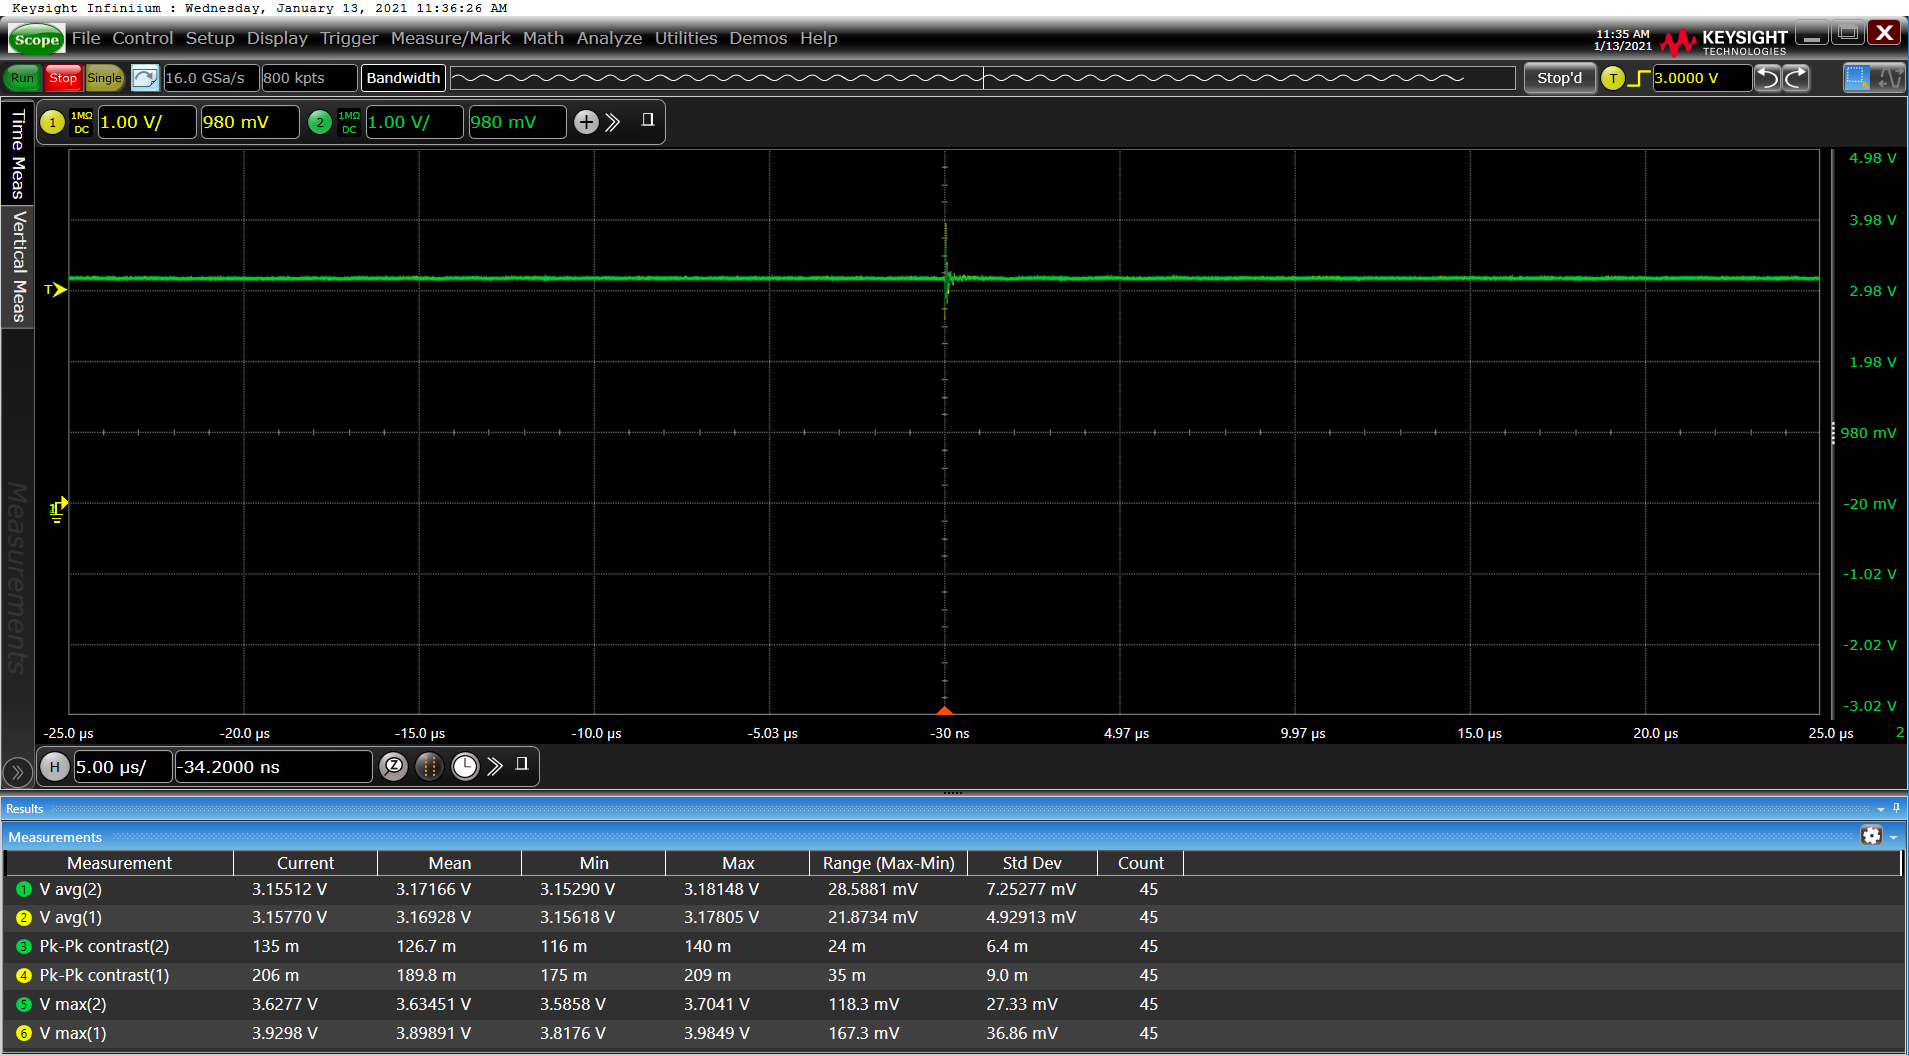 Keysight Infiniium : Wednesday, January 13, 2021 11:36:26 AM
Scope File Control Setup Display Trigger Measure/Mark Math Analyze Utilities Demos Help
11:35 AM
1/13/2021
KEYSIGHT
TECHNOLOGIES
Run Stop Single 16.0 GSa/s 800 kpts Bandwidth Stop'd T 3.0000 V
Time Meas
Vertical Meas
Measurements
1 1MΩ DC 1.00 V/ 980 mV 2 1MΩ DC 1.00 V/ 980 mV
4.98 V
3.98 V
T 2.98 V
1.98 V
980 mV
-20 mV
-1.02 V
-2.02 V
-3.02 V
-25.0 µs -20.0 µs -15.0 µs -10.0 µs -5.03 µs -30 ns 4.97 µs 9.97 µs 15.0 µs 20.0 µs 25.0 µs 2
H 5.00 µs/ -34.2000 ns Z
Results
Measurements
Measurement Current Mean Min Max Range (Max-Min) Std Dev Count
1 V avg(2) 3.15512 V 3.17166 V 3.15290 V 3.18148 V 28.5881 mV 7.25277 mV 45
2 V avg(1) 3.15770 V 3.16928 V 3.15618 V 3.17805 V 21.8734 mV 4.92913 mV 45
3 Pk-Pk contrast(2) 135 m 126.7 m 116 m 140 m 24 m 6.4 m 45
4 Pk-Pk contrast(1) 206 m 189.8 m 175 m 209 m 35 m 9.0 m 45
5 V max(2) 3.6277 V 3.63451 V 3.5858 V 3.7041 V 118.3 mV 27.33 mV 45
6 V max(1) 3.9298 V 3.89891 V 3.8176 V 3.9849 V 167.3 mV 36.86 mV 45